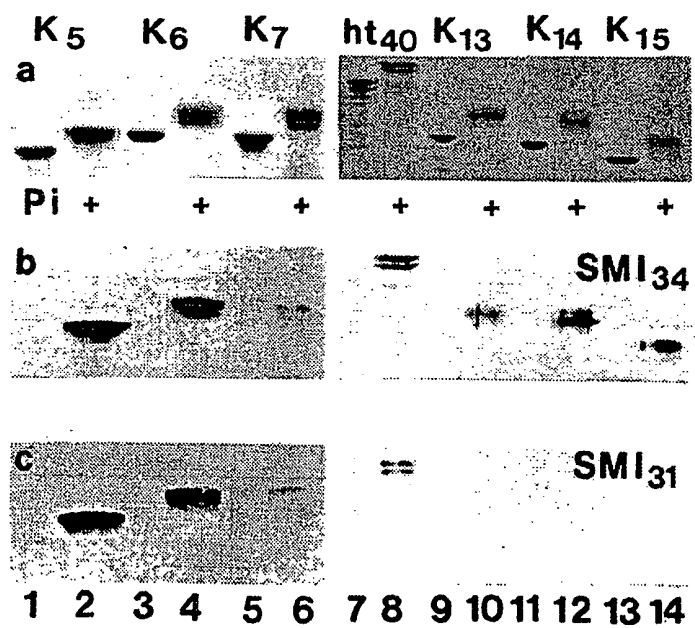 K5 K6 K7 ht40 K13 K14 K15
a
Pi + + + + + + +
b SMI34
c SMI31
1 2 3 4 5 6 7 8 9 10 11 12 13 14